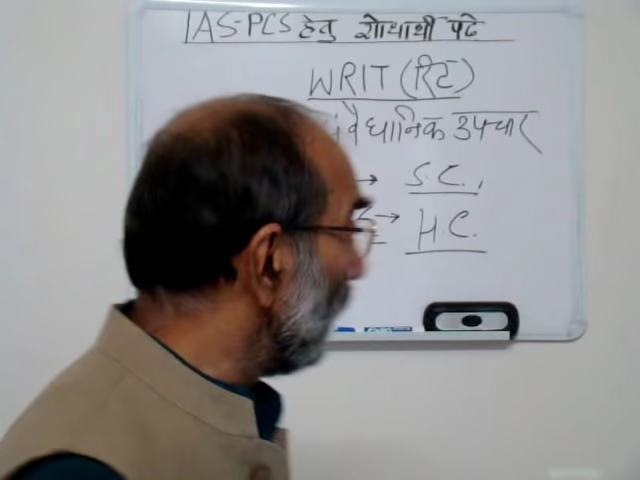 IAS-PCS हेतु शोधार्थी पढे
WRIT (रिट)
उपचार
→ S.C.,
→ H.C.